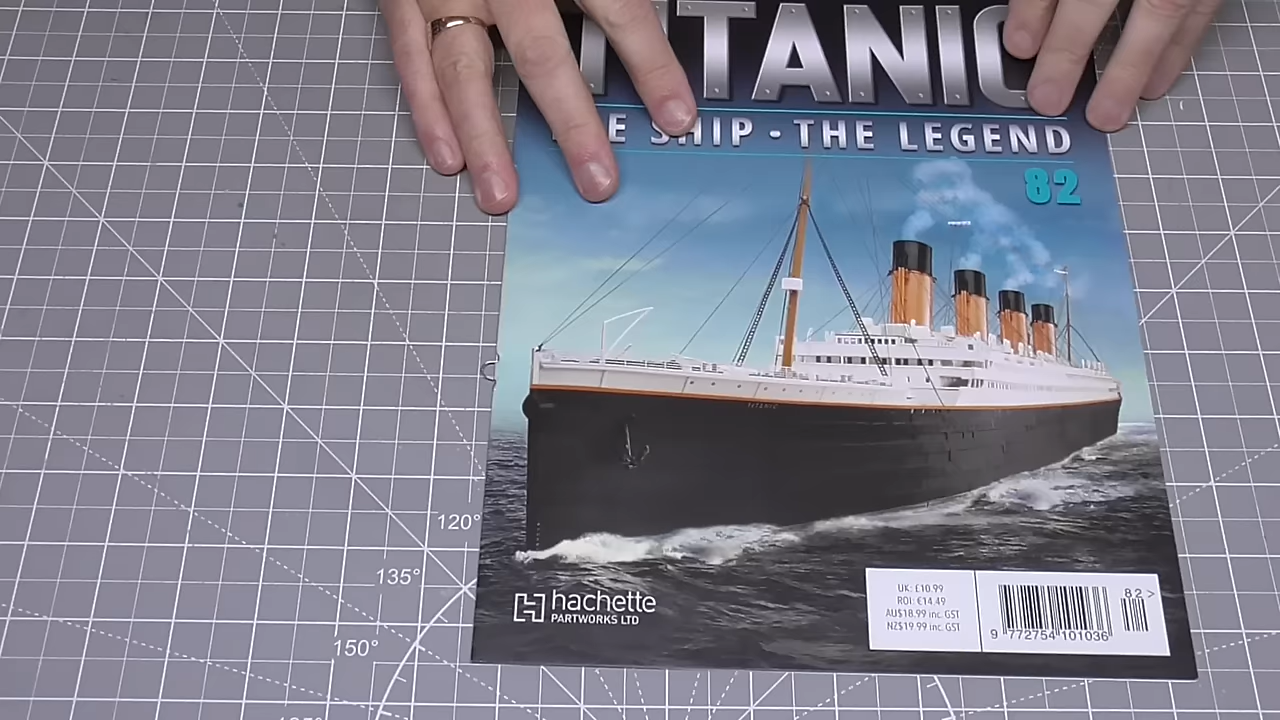 TITANIC
THE SHIP • THE LEGEND
82
TITANIC
hachette
PARTWORKS LTD
UK: £10.99
ROI: €14.49
AU$18.99 inc. GST
NZ$19.99 inc. GST
82>
9 772754 101036
120°
135°
150°